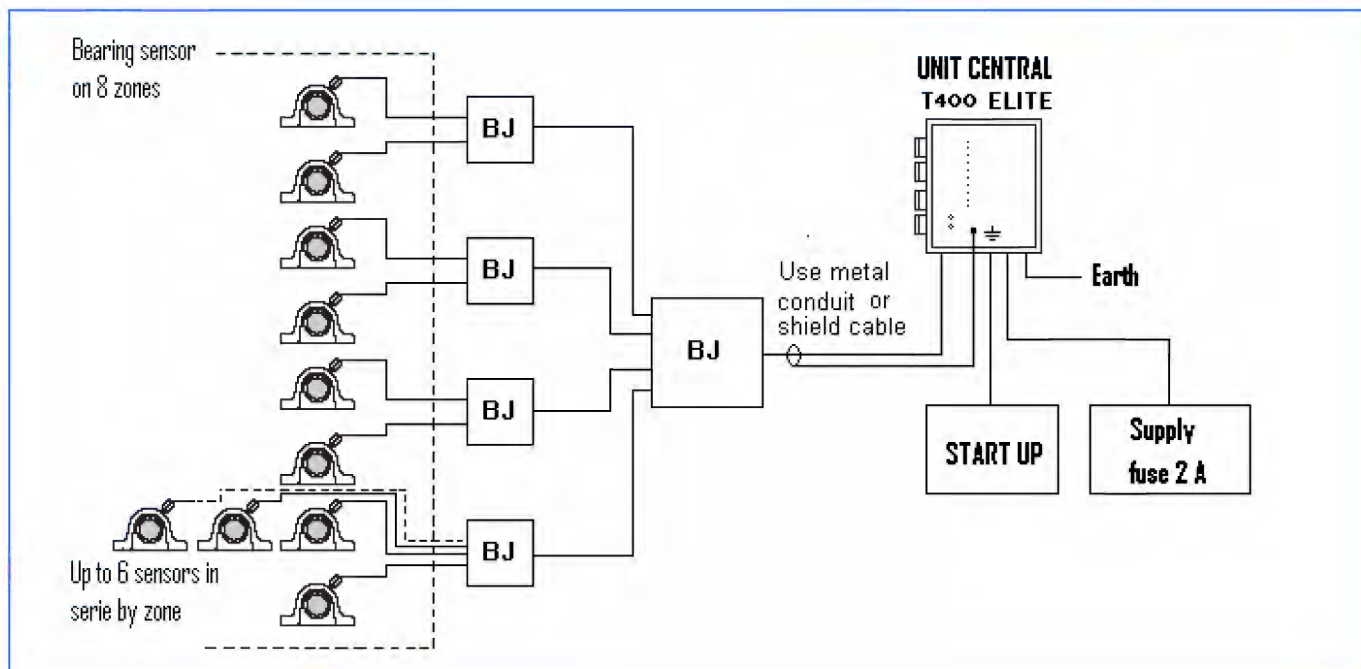 Bearing sensor
on 8 zones
UNIT CENTRAL
T400 ELITE
BJ
BJ
Use metal
conduit or
shield cable
Earth
BJ
BJ
START UP
Supply
fuse 2 A
BJ
Up to 6 sensors in
serie by zone